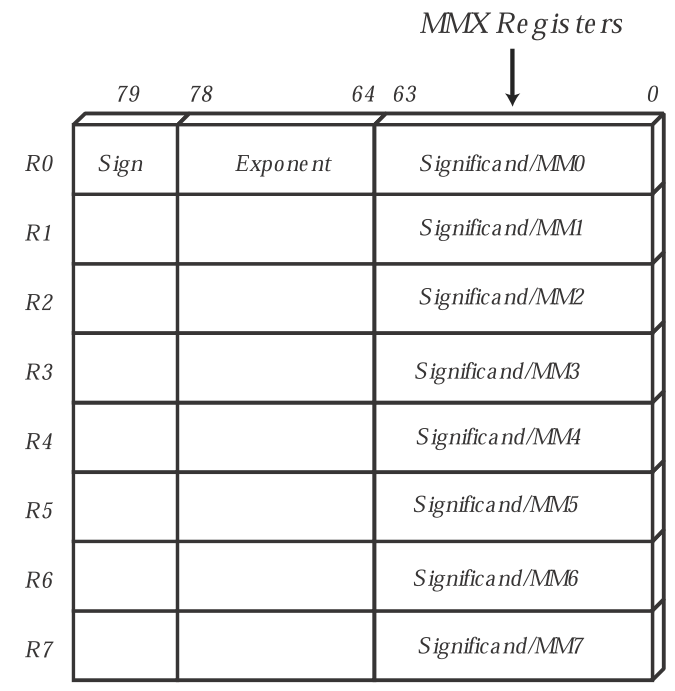 MMX Registers
79 78 64 63 0
R0 Sign Exponent Significand/MM0
R1 Significand/MM1
R2 Significand/MM2
R3 Significand/MM3
R4 Significand/MM4
R5 Significand/MM5
R6 Significand/MM6
R7 Significand/MM7